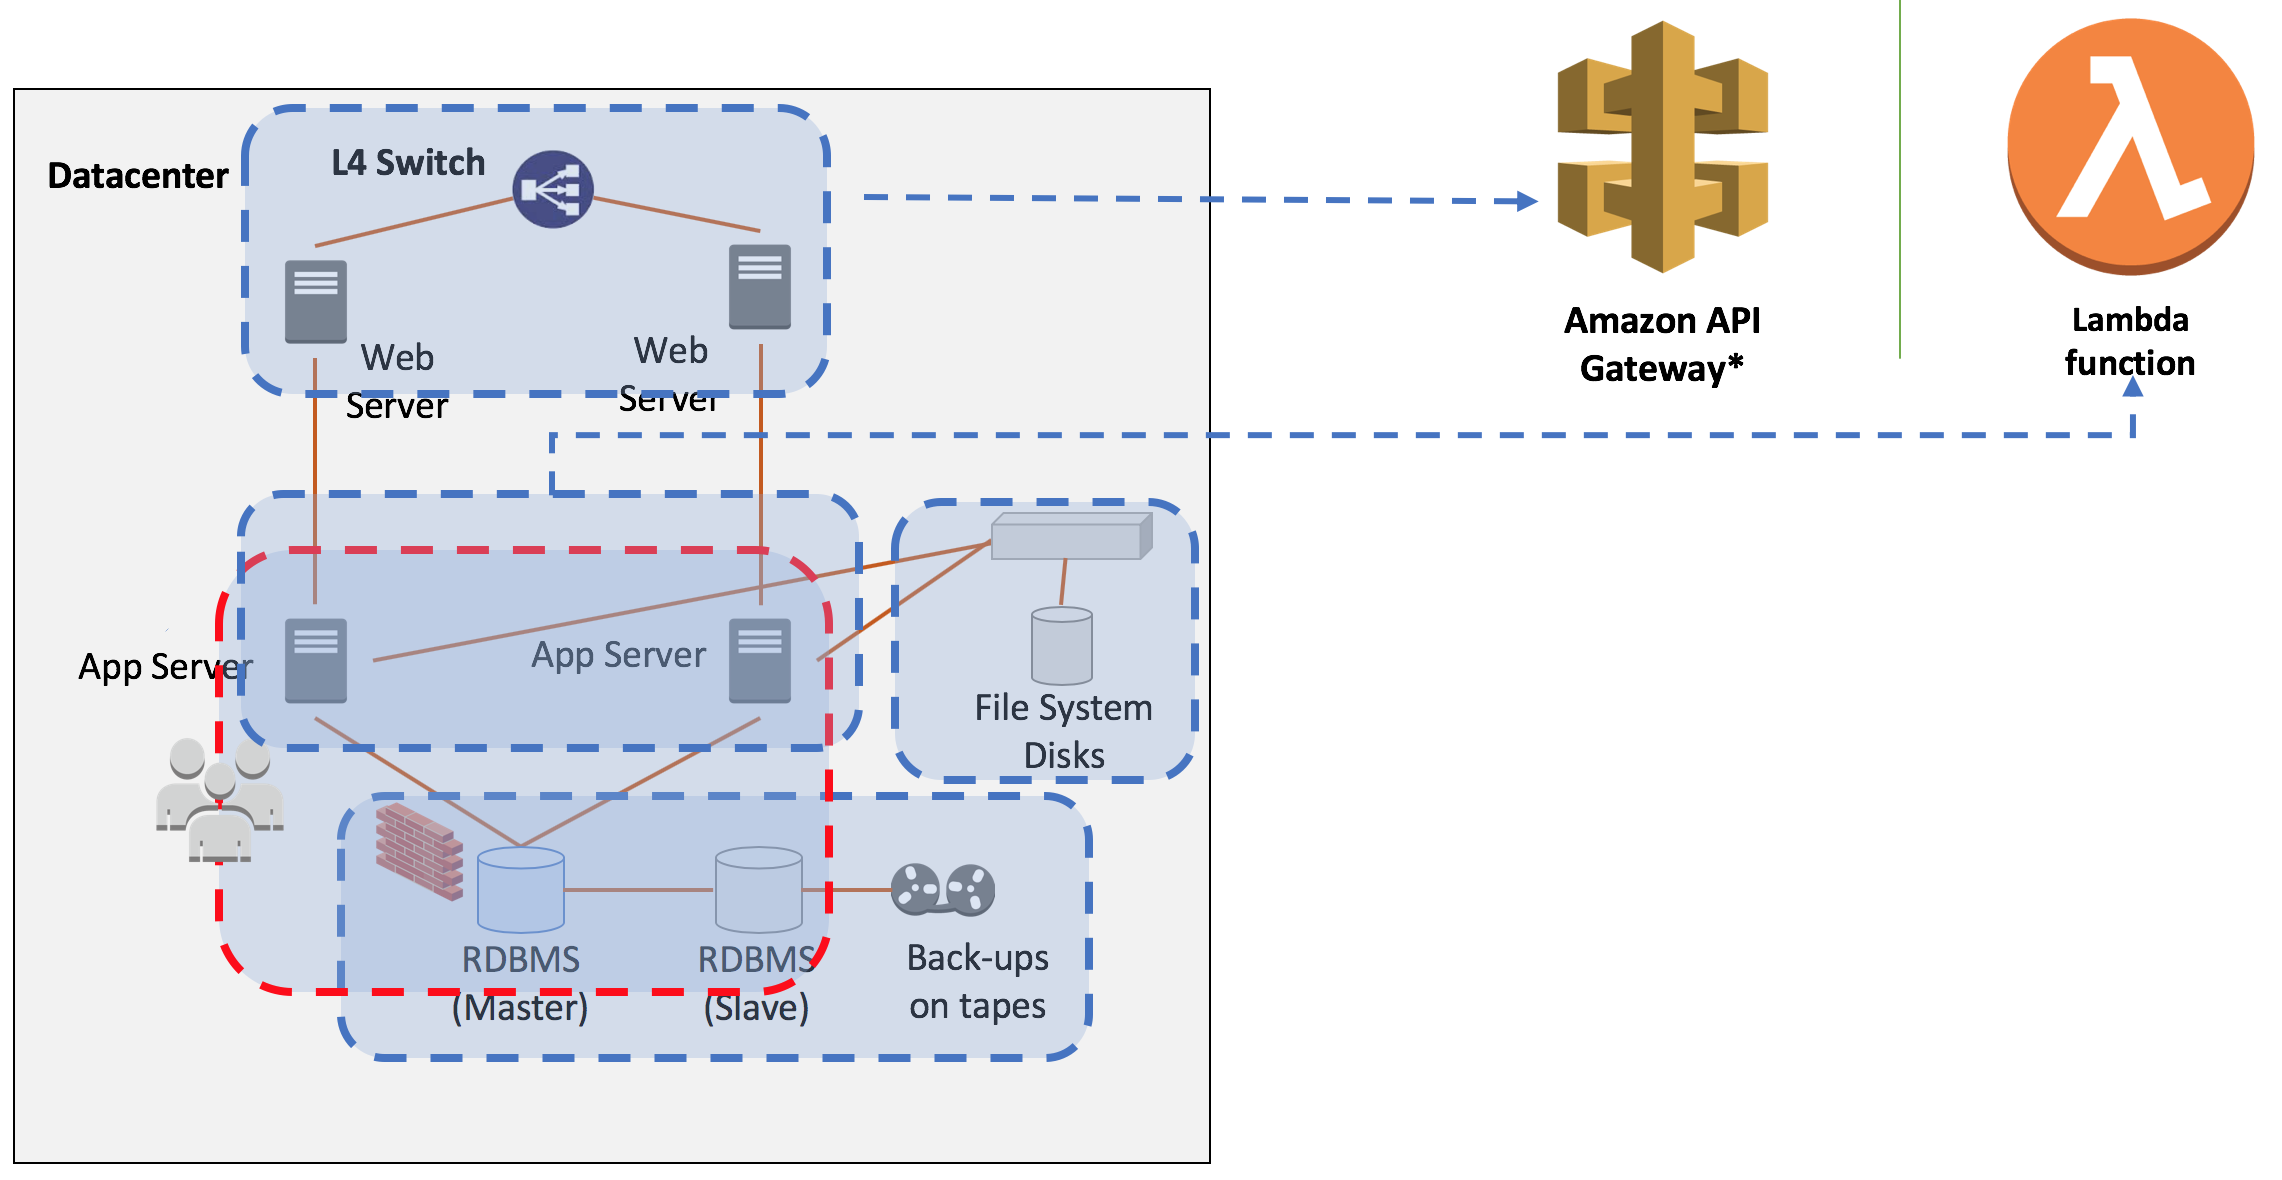 Datacenter
L4 Switch
Amazon API
Gateway*
Lambda
function
Web
Server
Web
Server
App Server
App Server
File System
Disks
RDBMS
(Master)
RDBMS
(Slave)
Back-ups
on tapes